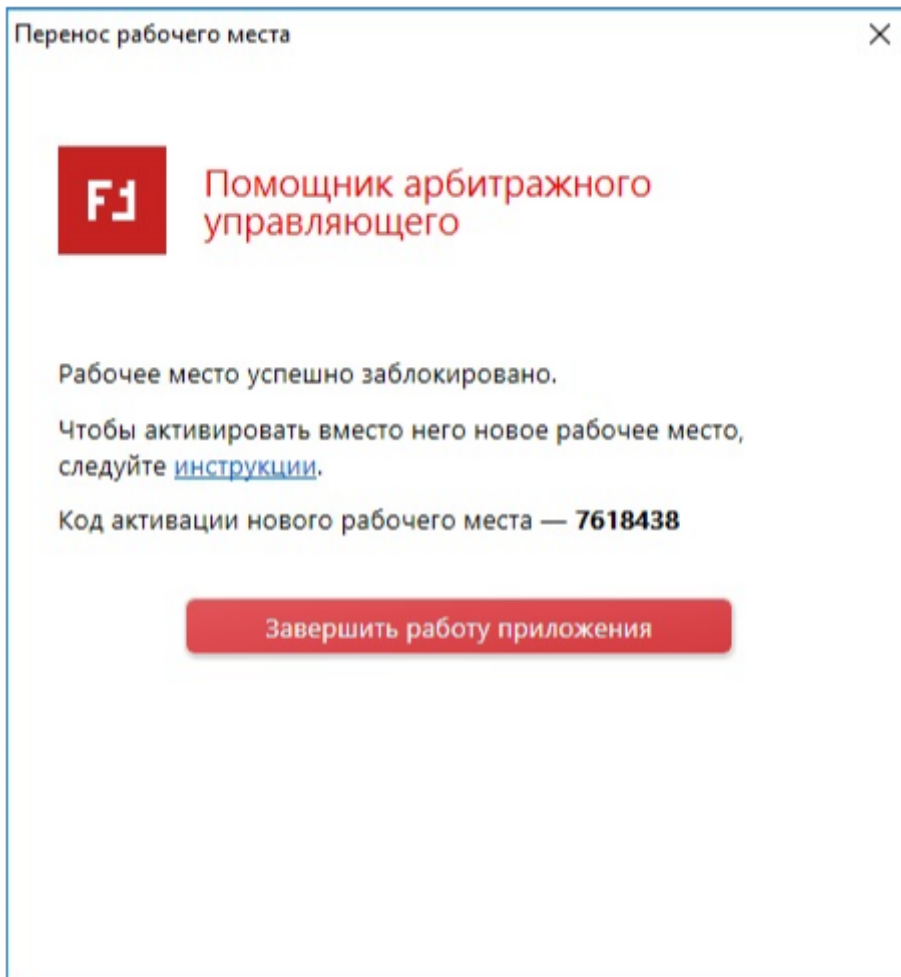 Перенос рабочего места
Помощник арбитражного
управляющего
Рабочее место успешно заблокировано.
Чтобы активировать вместо него новое рабочее место,
следуйте инструкции.
Код активации нового рабочего места — 7618438
Завершить работу приложения